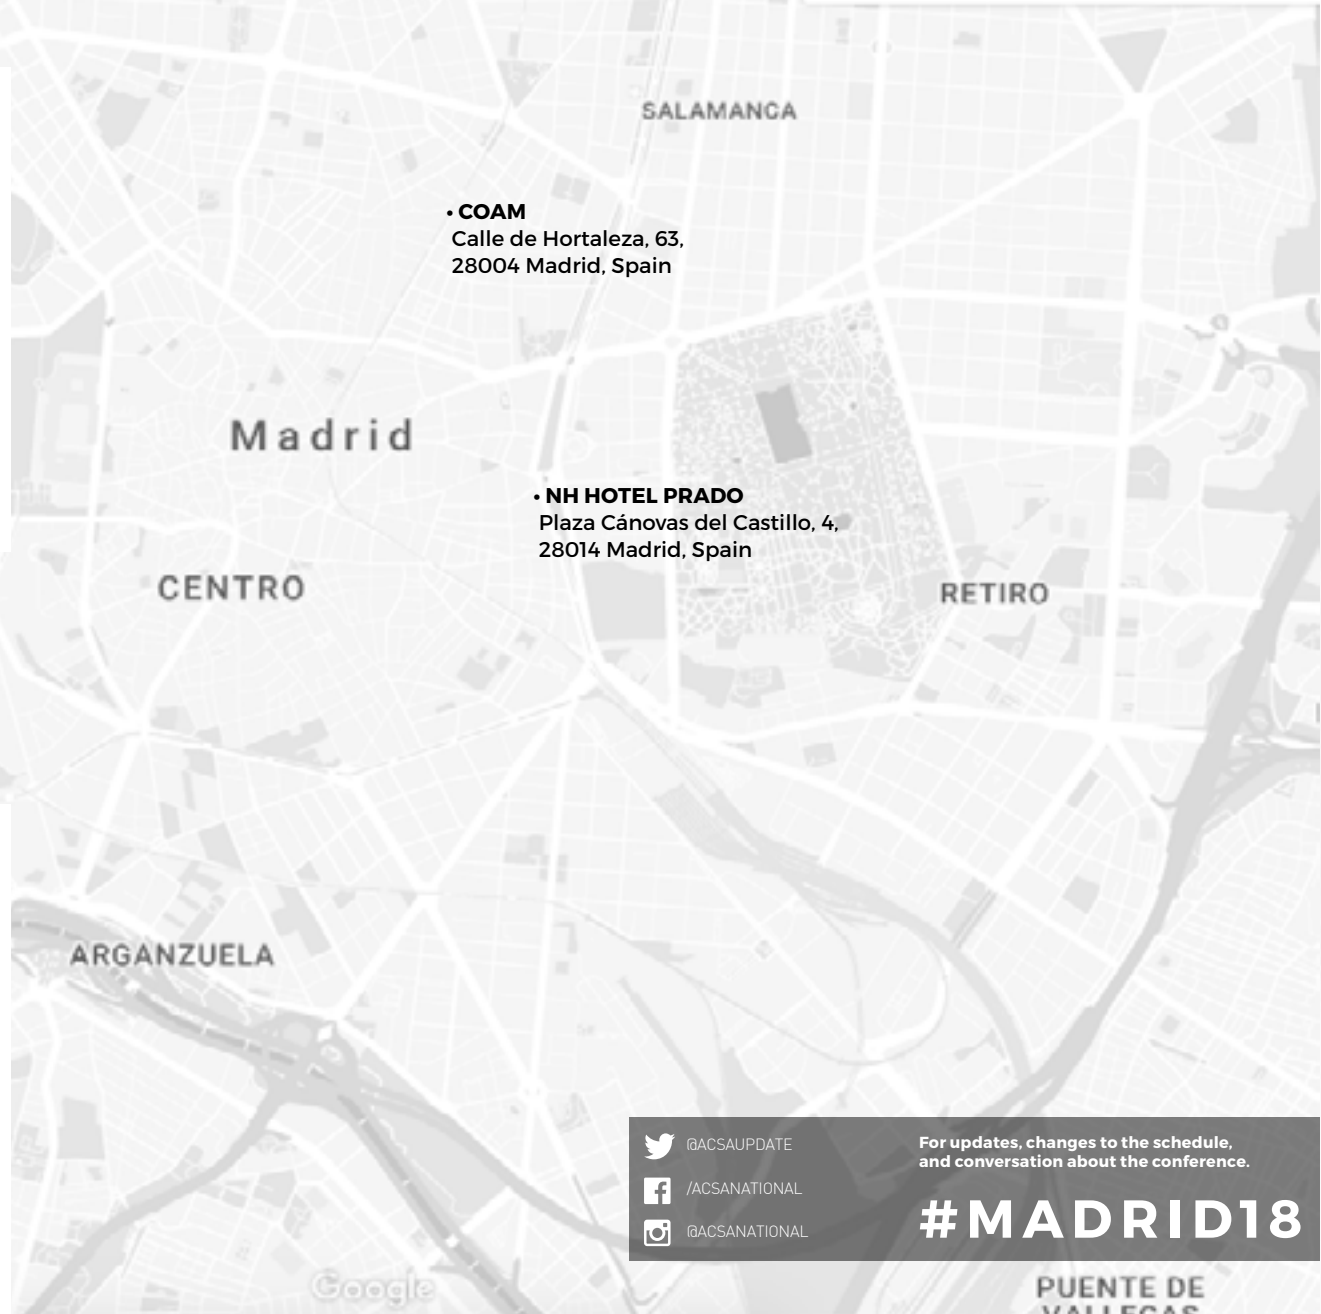 SALAMANCA
• COAM
Calle de Hortaleza, 63,
28004 Madrid, Spain
Madrid
• NH HOTEL PRADO
Plaza Cánovas del Castillo, 4,
28014 Madrid, Spain
CENTRO
RETIRO
ARGANZUELA
@ACSAUPDATE
/ACSANATIONAL
@ACSANATIONAL
For updates, changes to the schedule,
and conversation about the conference.
#MADRID18
Google
PUENTE DE
VALLECAS